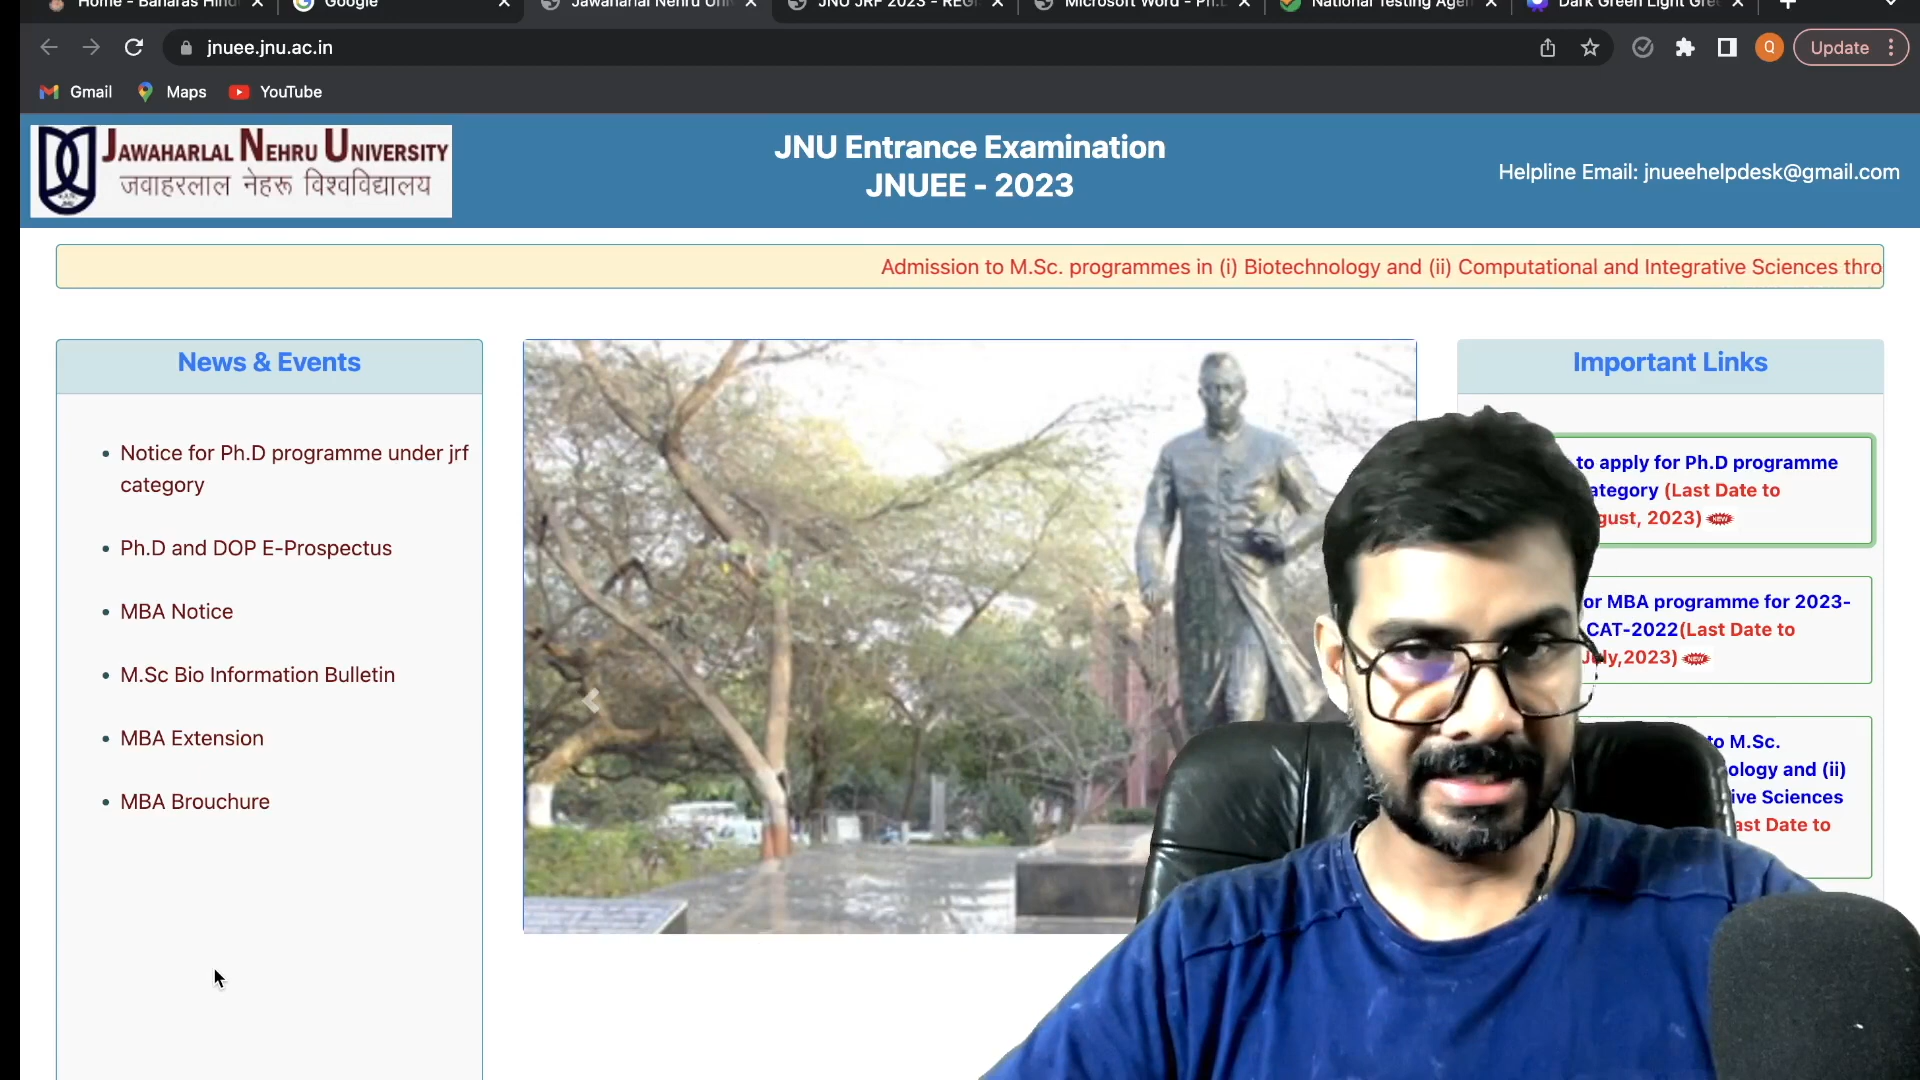 Home - Banaras Hind
Google
Jawaharlal Nehru Uni
JNU JRF 2023 - REGI
Microsoft Word - Ph.D
National Testing Agen
Dark Green Light Gre
jnuee.jnu.ac.in
Q
Update
Gmail
Maps
YouTube
JAWAHARLAL NEHRU UNIVERSITY
जवाहरलाल नेहरू विश्वविद्यालय
JNU Entrance Examination
JNUEE - 2023
Helpline Email: jnueehelpdesk@gmail.com
Admission to M.Sc. programmes in (i) Biotechnology and (ii) Computational and Integrative Sciences thro
News & Events
Notice for Ph.D programme under jrf
category
Ph.D and DOP E-Prospectus
MBA Notice
M.Sc Bio Information Bulletin
MBA Extension
MBA Brouchure
Important Links
to apply for Ph.D programme
ategory (Last Date to
gust, 2023) NEW
or MBA programme for 2023-
CAT-2022(Last Date to
July,2023) NEW
to M.Sc.
ology and (ii)
ive Sciences
ast Date to